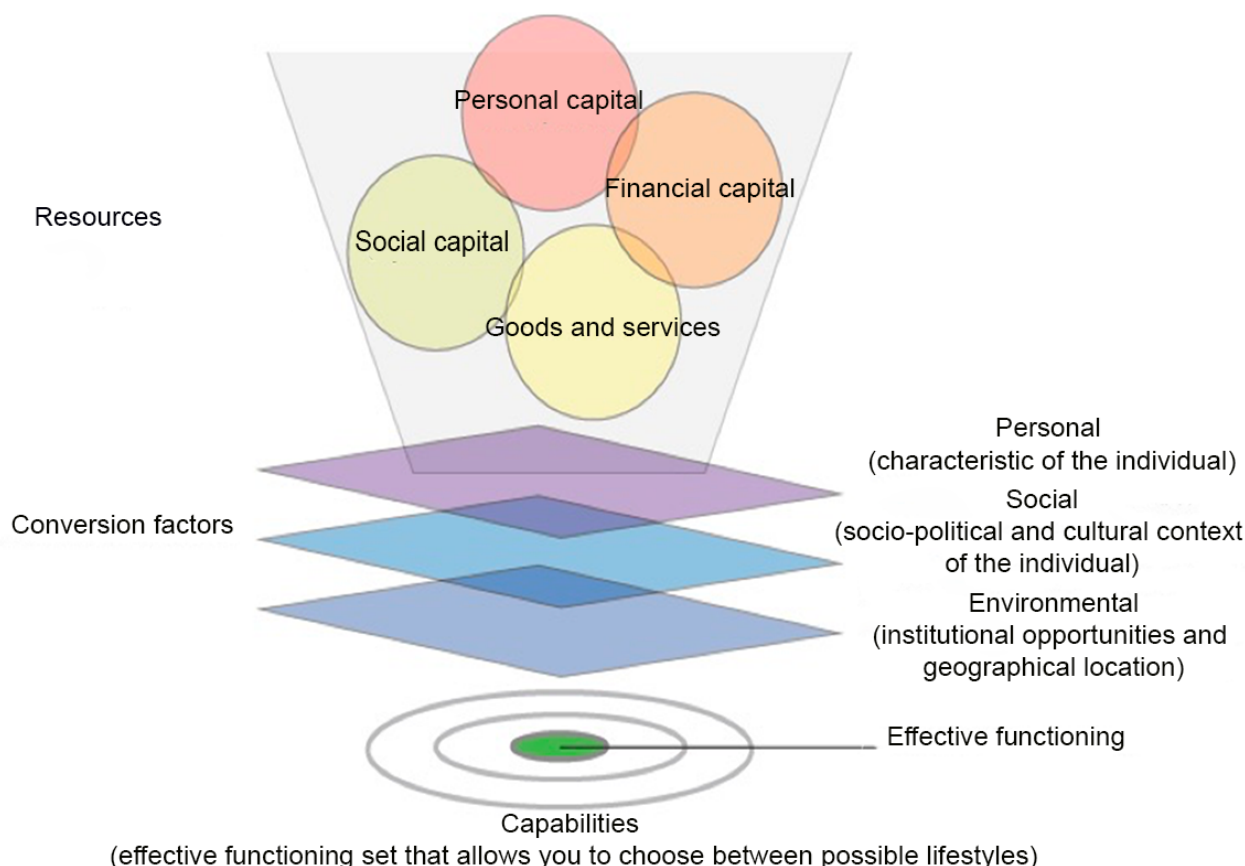 Personal capital
Financial capital
Resources
Social capital
Goods and services
Personal
(characteristic of the individual)
Conversion factors
Social
(socio-political and cultural context
of the individual)
Environmental
(institutional opportunities and
geographical location)
Effective functioning
Capabilities
(effective functioning set that allows you to choose between possible lifestyles)